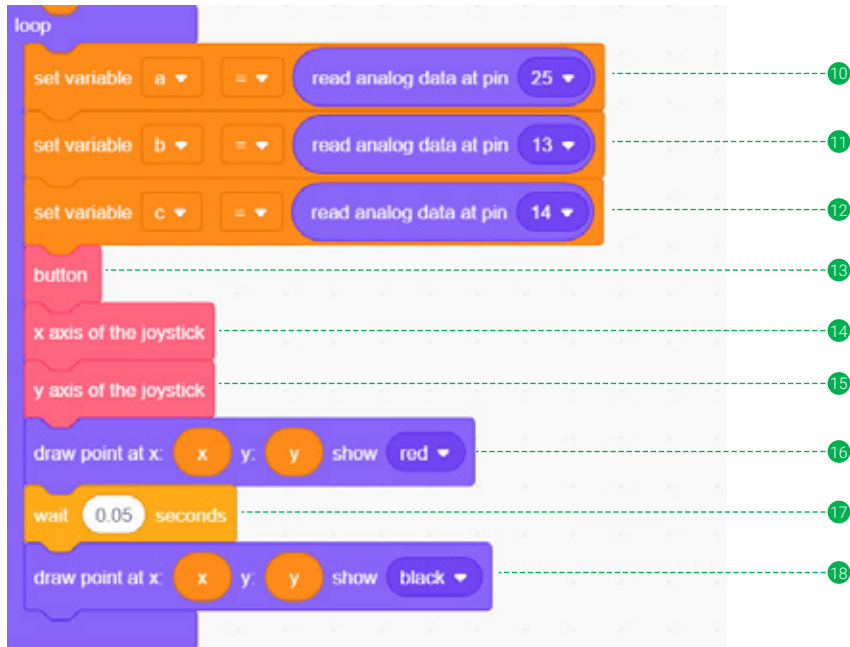 loop
set variable a = read analog data at pin 25 10
set variable b = read analog data at pin 13 11
set variable c = read analog data at pin 14 12
button 13
x axis of the joystick 14
y axis of the joystick 15
draw point at x: x y: y show red 16
wait 0.05 seconds 17
draw point at x: x y: y show black 18